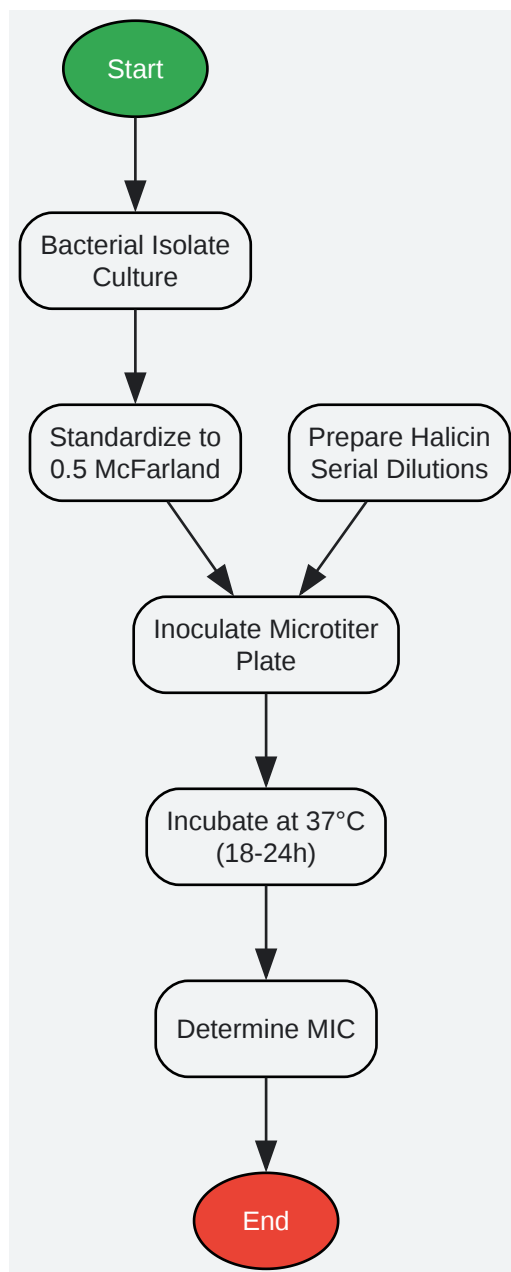 Start
Bacterial Isolate
Culture
Standardize to
0.5 McFarland
Prepare Halicin
Serial Dilutions
Inoculate Microtiter
Plate
Incubate at 37°C
(18-24h)
Determine MIC
End